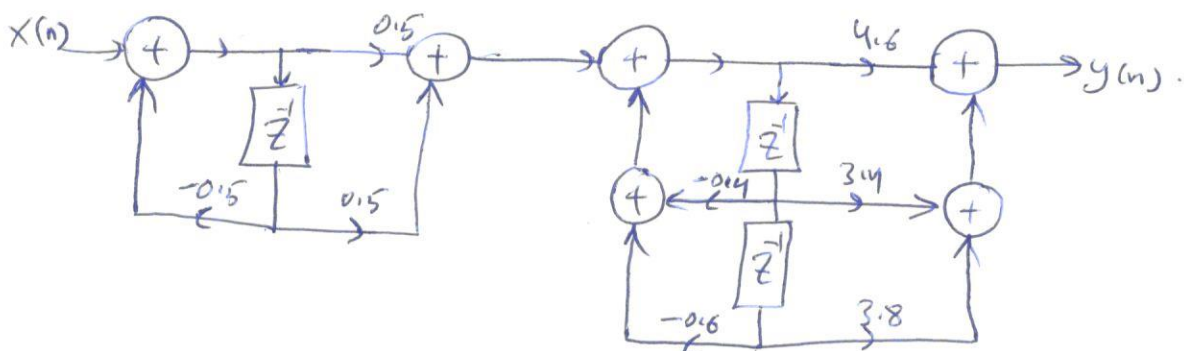 x(n) + 0.5 + + 4.6 + y(n).
z⁻¹ z⁻¹
-0.5 0.5 + -0.4 3.4 +
z⁻¹
-0.6 3.8